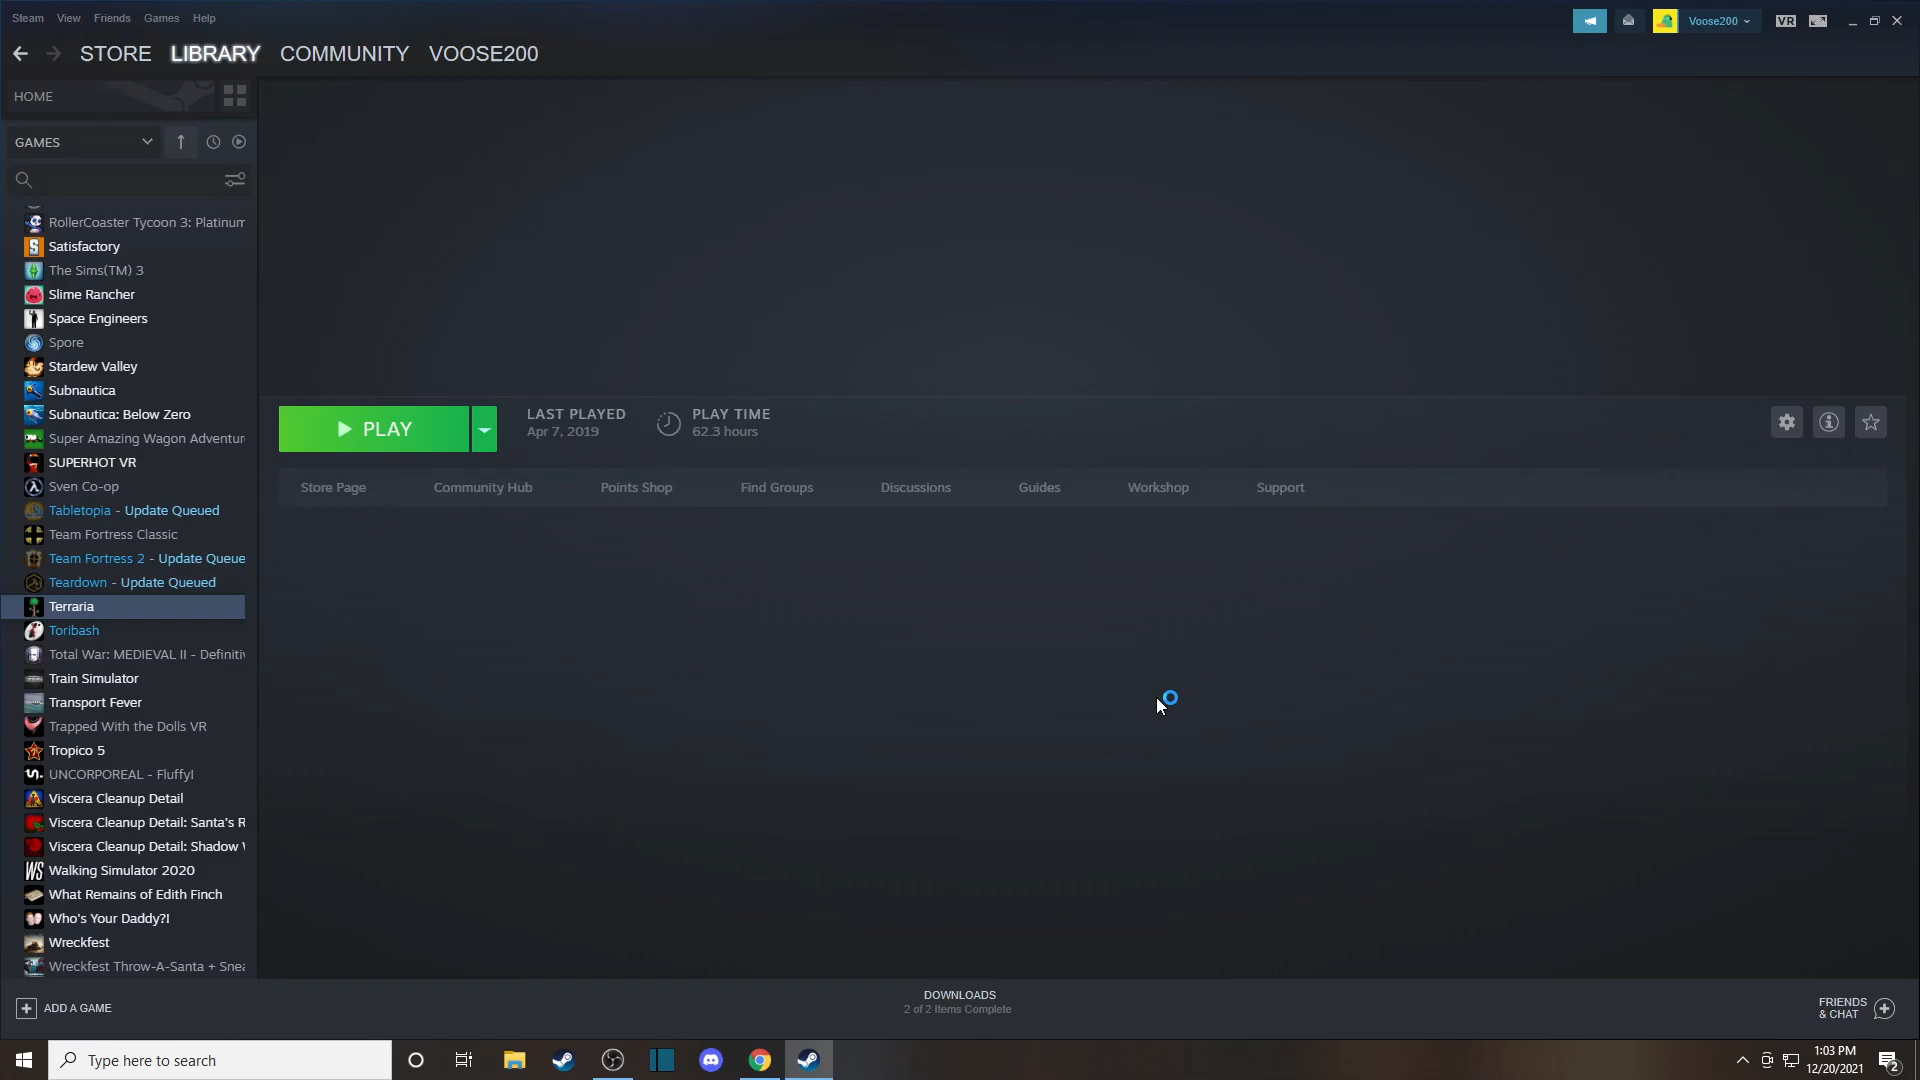 Steam View Friends Games Help
Voose200
VR
STORE LIBRARY COMMUNITY VOOSE200
HOME
GAMES
RollerCoaster Tycoon 3: Platinum
Satisfactory
The Sims(TM) 3
Slime Rancher
Space Engineers
Spore
Stardew Valley
Subnautica
Subnautica: Below Zero
Super Amazing Wagon Adventur
SUPERHOT VR
Sven Co-op
Tabletopia - Update Queued
Team Fortress Classic
Team Fortress 2 - Update Queue
Teardown - Update Queued
Terraria
Toribash
Total War: MEDIEVAL II - Definiti
Train Simulator
Transport Fever
Trapped With the Dolls VR
Tropico 5
UNCORPOREAL - Fluffy!
Viscera Cleanup Detail
Viscera Cleanup Detail: Santa's R
Viscera Cleanup Detail: Shadow
Walking Simulator 2020
What Remains of Edith Finch
Who's Your Daddy?!
Wreckfest
Wreckfest Throw-A-Santa + Snea
PLAY
LAST PLAYED
Apr 7, 2019
PLAY TIME
62.3 hours
Store Page Community Hub Points Shop Find Groups Discussions Guides Workshop Support
ADD A GAME
DOWNLOADS
2 of 2 Items Complete
FRIENDS
& CHAT
Type here to search
1:03 PM
12/20/2021
2